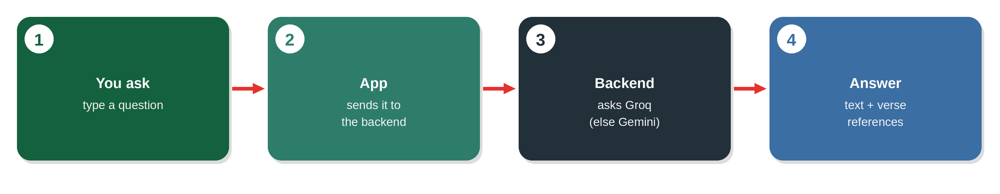 1
You ask
type a question
2
App
sends it to
the backend
3
Backend
asks Groq
(else Gemini)
4
Answer
text + verse
references